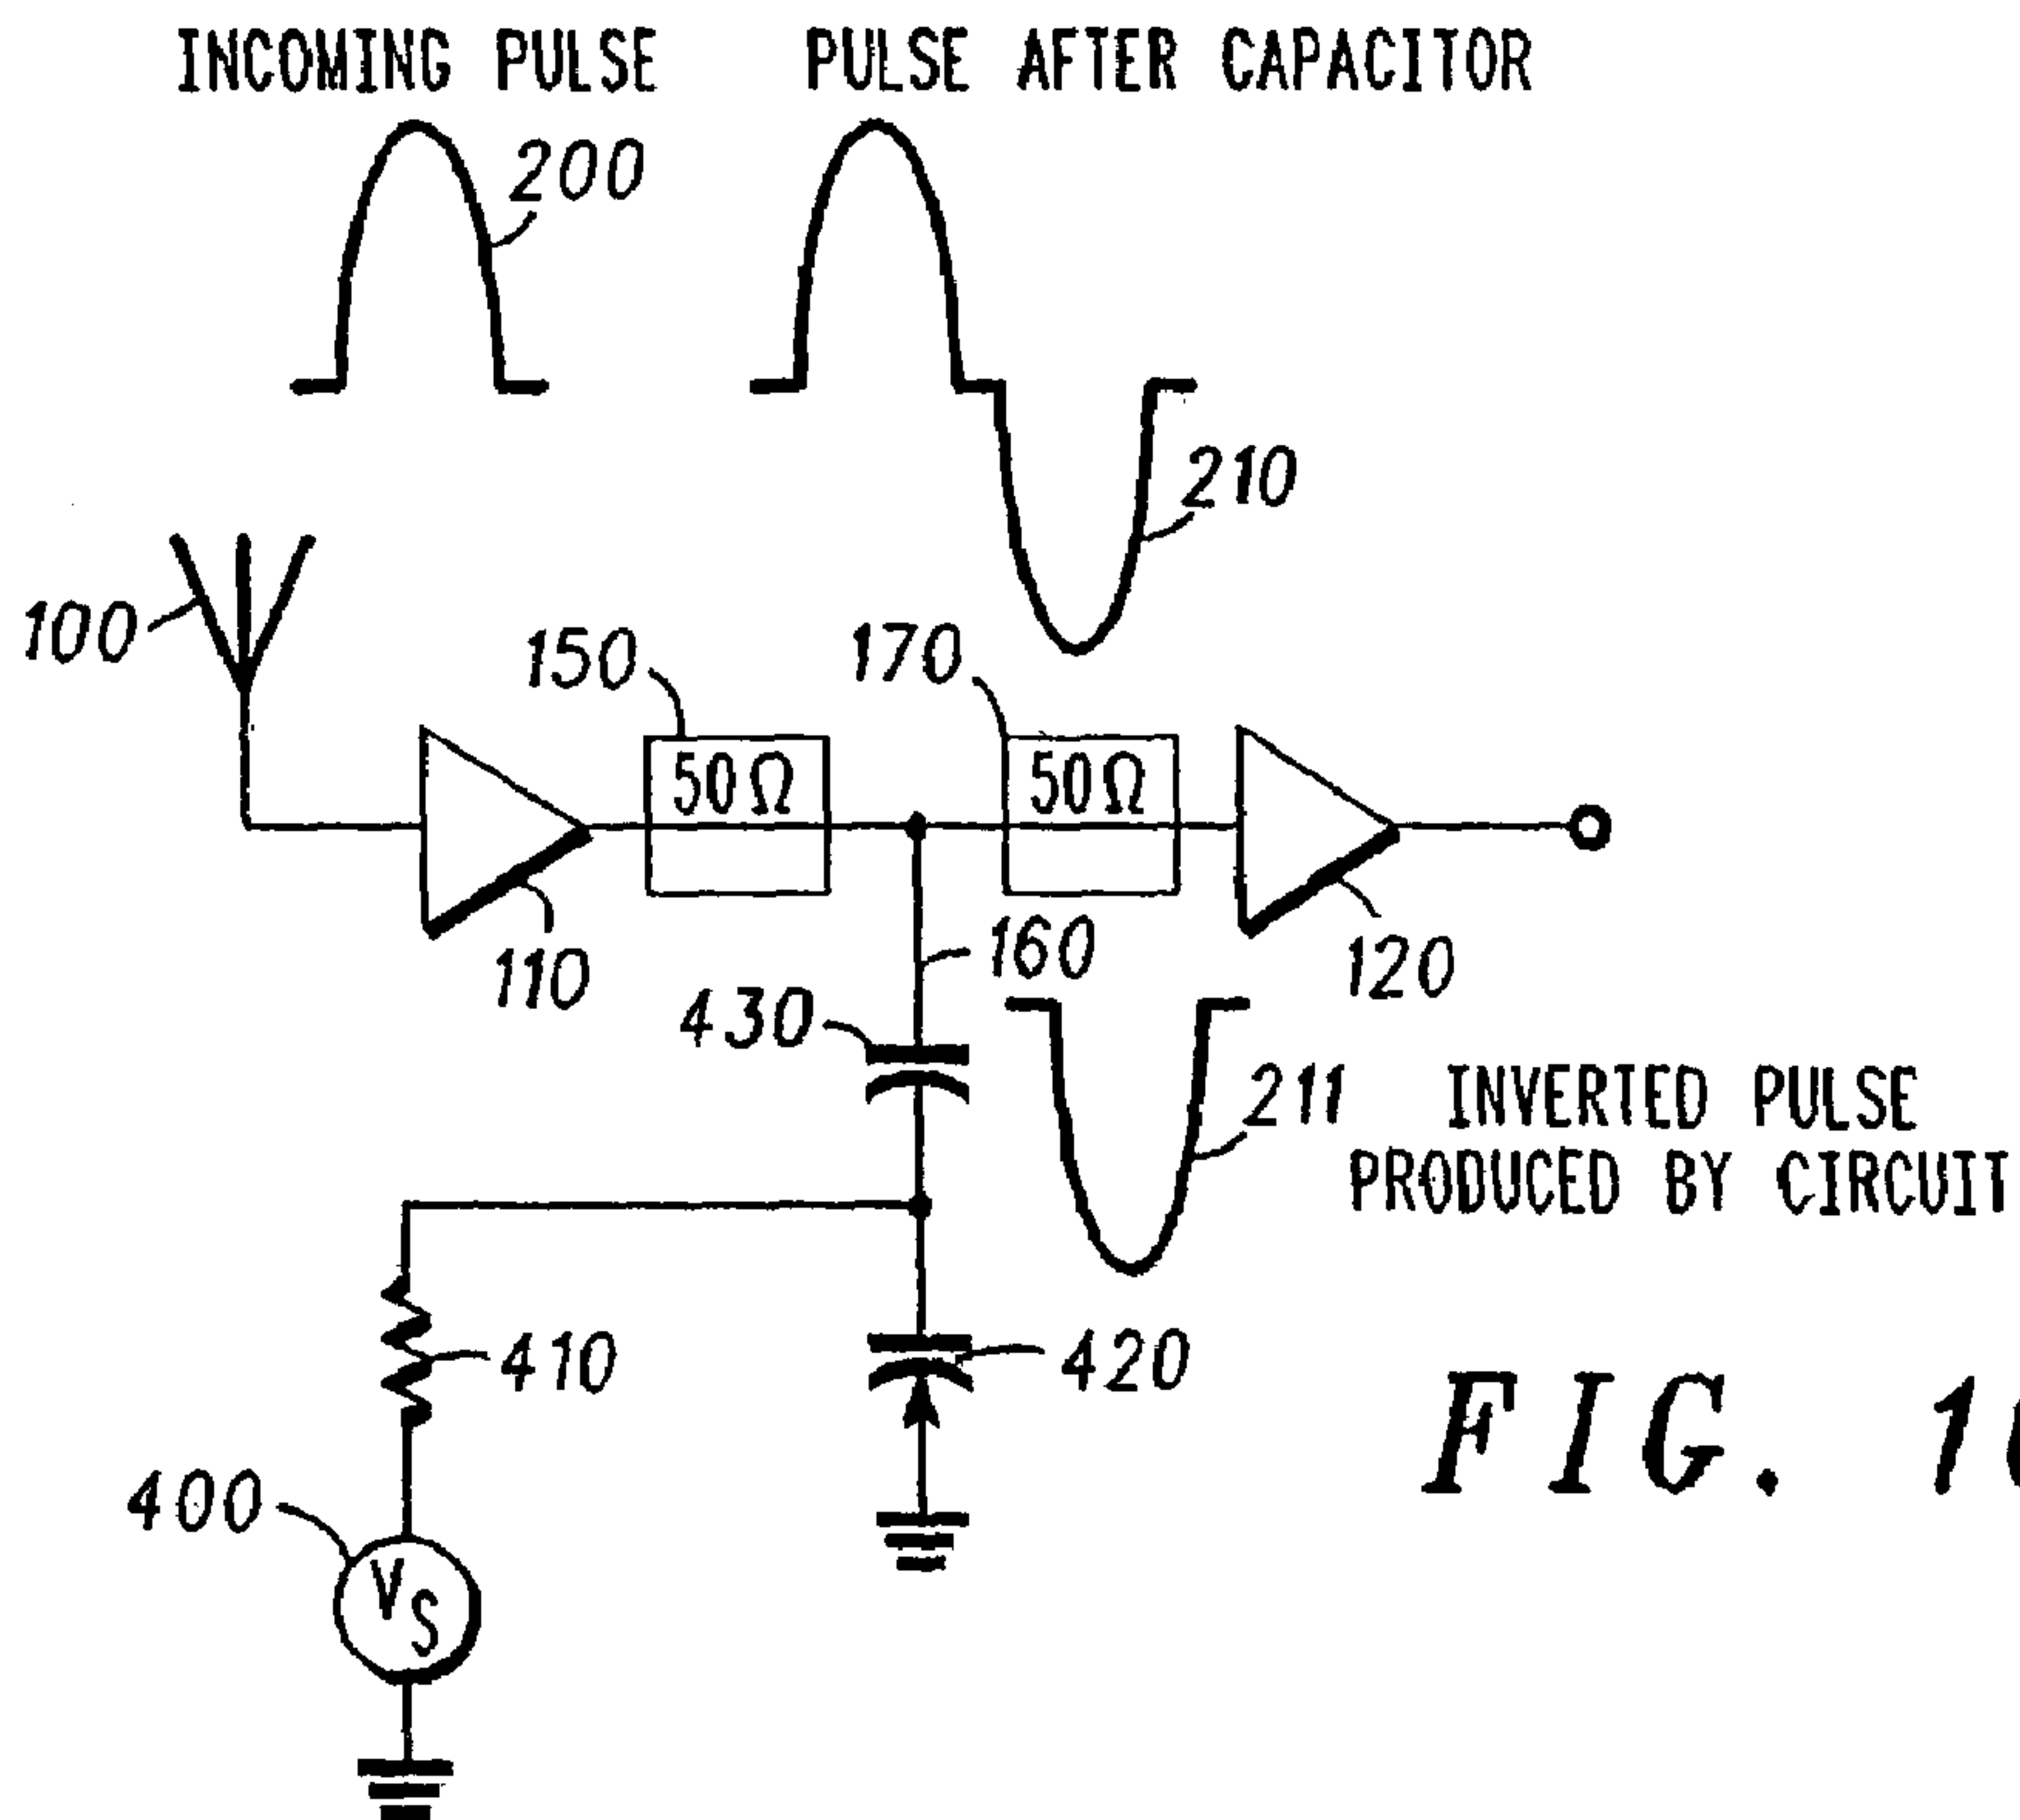 INCOMING PULSE
PULSE AFTER CAPACITOR
200
210
100
150
170
50Ω
50Ω
110
160
120
430
211
INVERTED PULSE
PRODUCED BY CIRCUIT
410
420
FIG.
400
VS